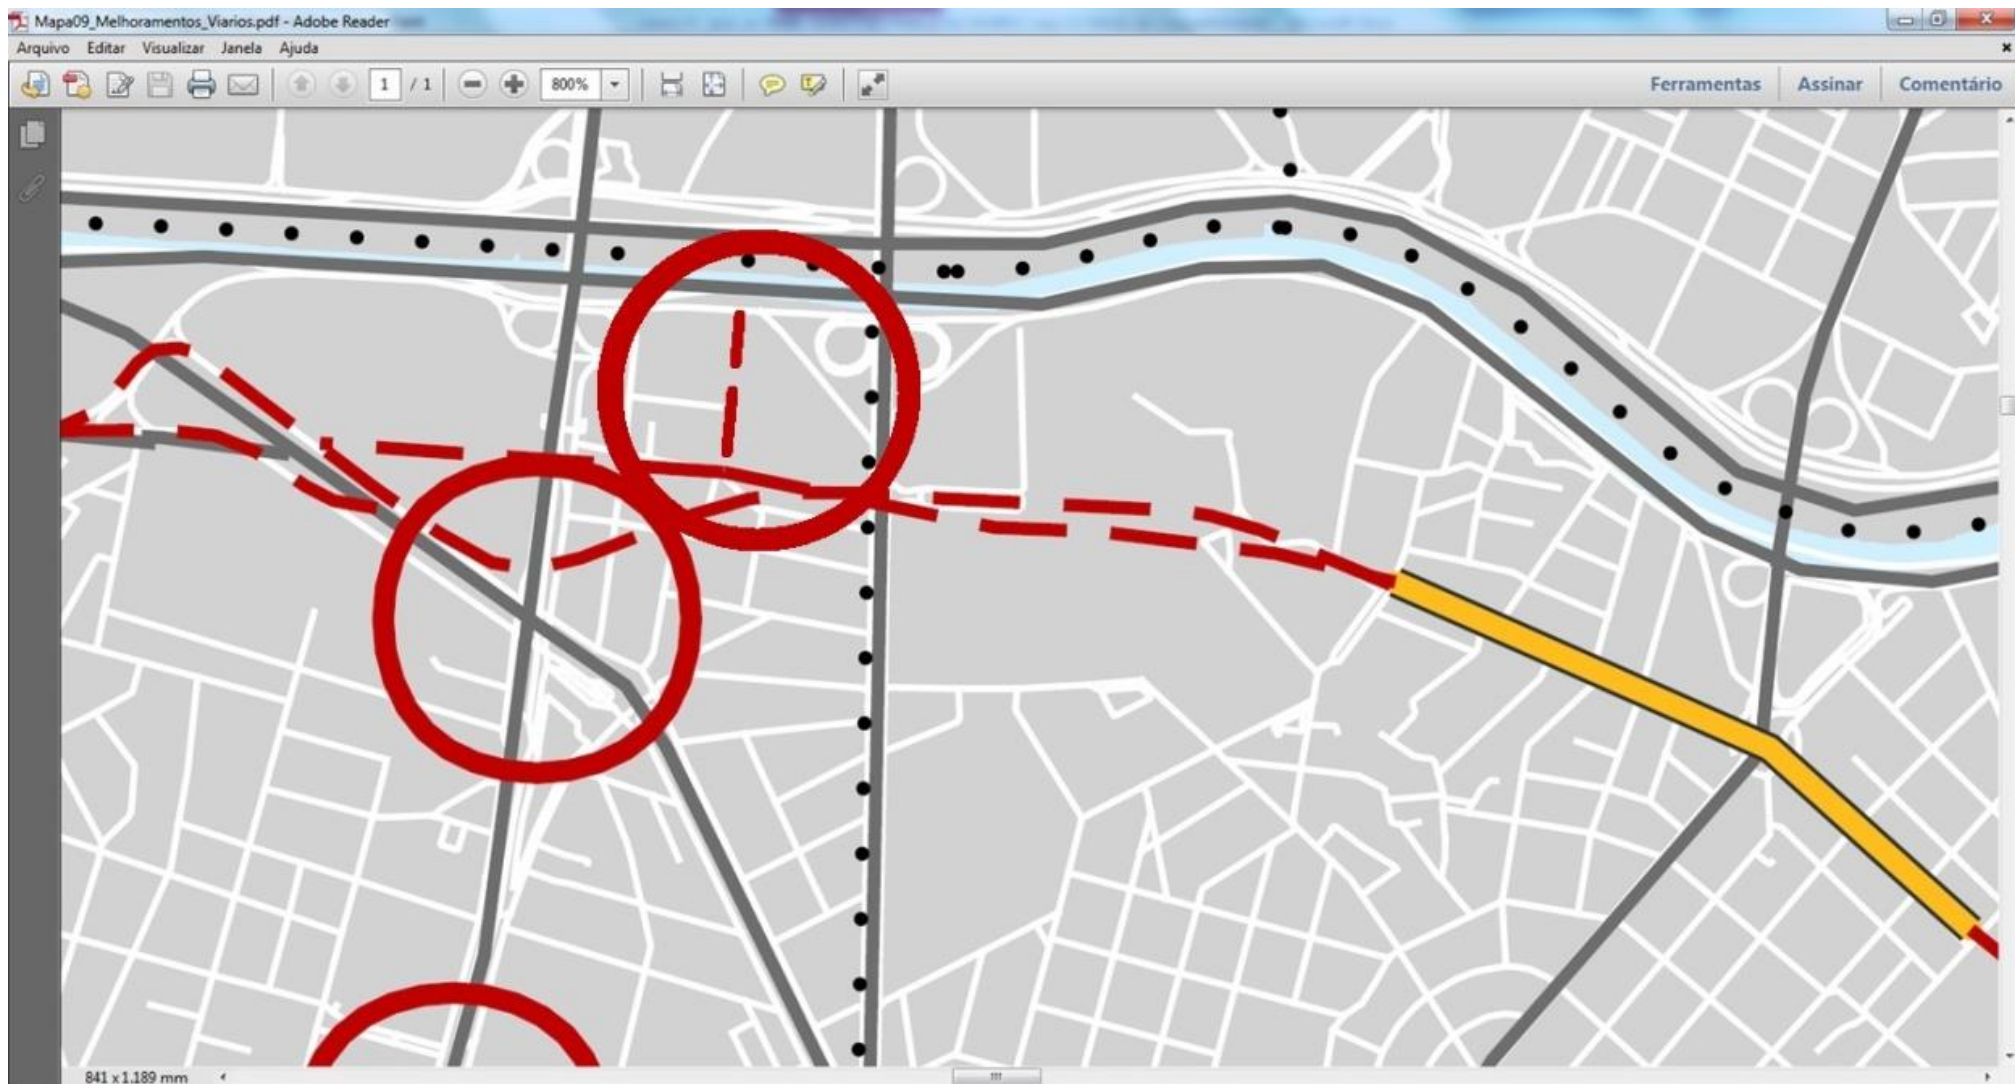 Mapa09_Melhoramentos_Viarios.pdf - Adobe Reader
Arquivo Editar Visualizar Janela Ajuda
1 / 1 800% Ferramentas Assinar Comentário
841 x 1.189 mm